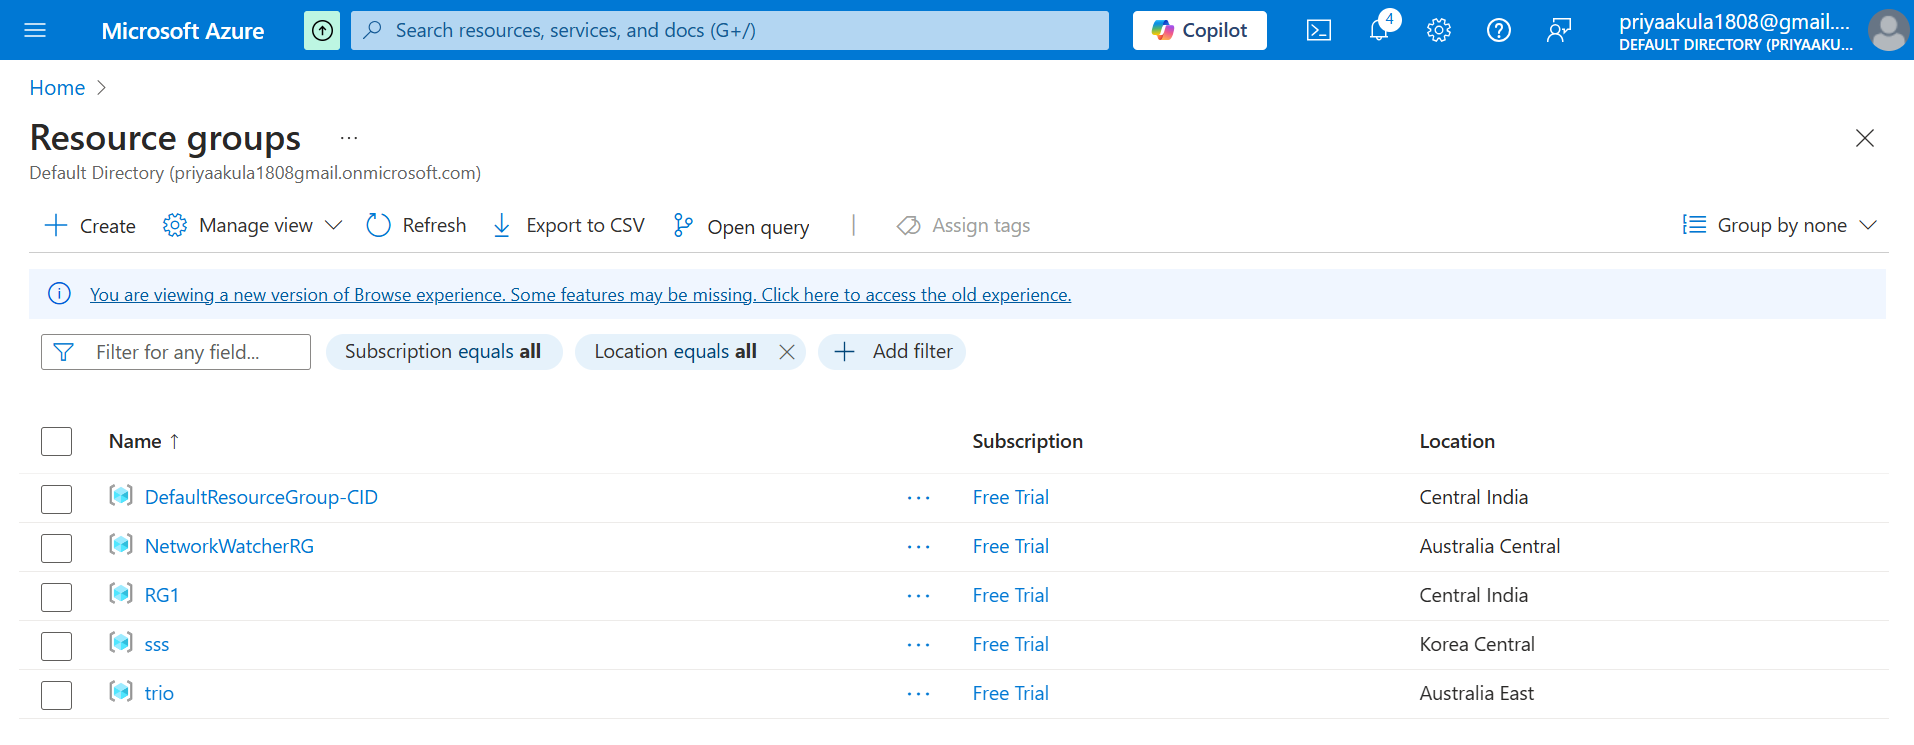 Microsoft Azure
Search resources, services, and docs (G+/)
Copilot
4
priyaakula1808@gmail....
DEFAULT DIRECTORY (PRIYAAKU...
Home
Resource groups
Default Directory (priyaakula1808gmail.onmicrosoft.com)
Create Manage view Refresh Export to CSV Open query Assign tags Group by none
You are viewing a new version of Browse experience. Some features may be missing. Click here to access the old experience.
Filter for any field... Subscription equals all Location equals all Add filter
Name ↑ Subscription Location
DefaultResourceGroup-CID ... Free Trial Central India
NetworkWatcherRG ... Free Trial Australia Central
RG1 ... Free Trial Central India
sss ... Free Trial Korea Central
trio ... Free Trial Australia East